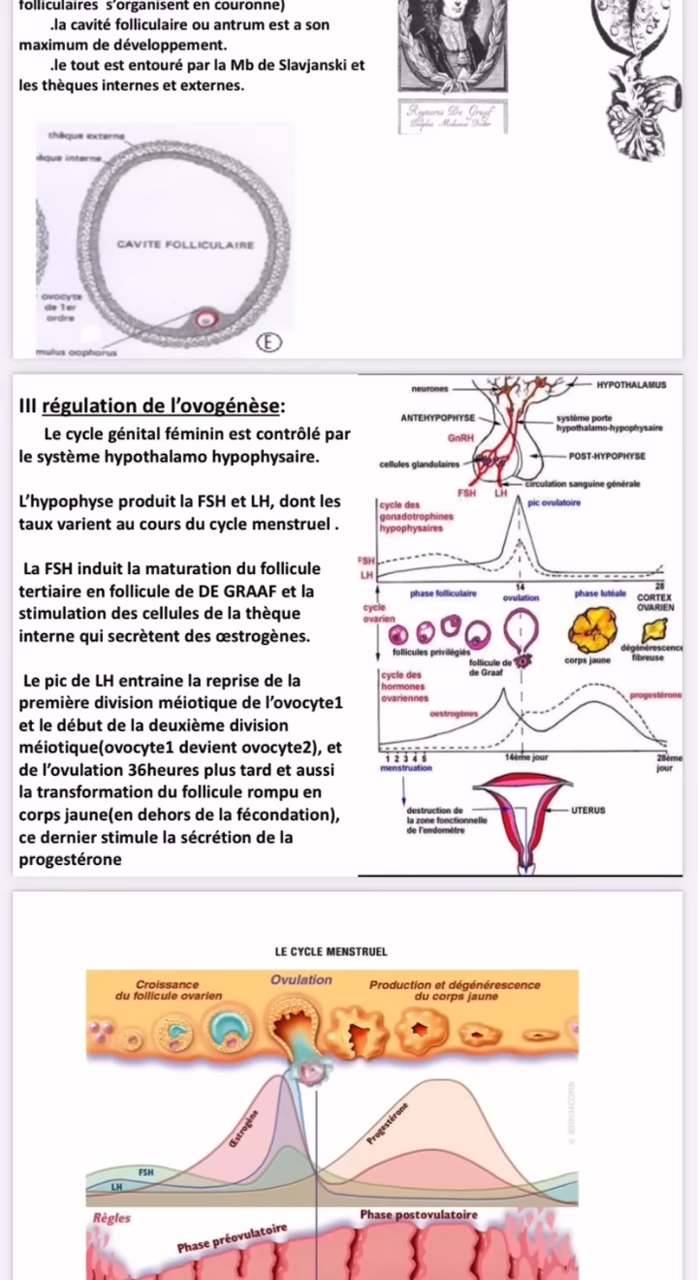 folliculaires s'organisent en couronne)
.la cavité folliculaire ou antrum est a son
maximum de développement.
.le tout est entouré par la Mb de Slavjanski et
les thèques internes et externes.
thèque externe
èque interne
CAVITE FOLLICULAIRE
ovocyte
de 1er
ordre
mulus oophorus
E
III régulation de l'ovogénèse:
Le cycle génital féminin est contrôlé par
le système hypothalamo hypophysaire.
L'hypophyse produit la FSH et LH, dont les
taux varient au cours du cycle menstruel .
La FSH induit la maturation du follicule
tertiaire en follicule de DE GRAAF et la
stimulation des cellules de la thèque
interne qui secrètent des œstrogènes.
Le pic de LH entraine la reprise de la
première division méiotique de l'ovocyte1
et le début de la deuxième division
méiotique(ovocyte1 devient ovocyte2), et
de l'ovulation 36heures plus tard et aussi
la transformation du follicule rompu en
corps jaune(en dehors de la fécondation),
ce dernier stimule la sécrétion de la
progestérone
neurones
HYPOTHALAMUS
ANTEHYPOPHYSE
système porte
hypothalamo-hypophysaire
GnRH
cellules glandulaires
POST-HYPOPHYSE
circulation sanguine générale
FSH LH
pic ovulatoire
cycle des
gonadotrophines
hypophysaires
FSH
LH
14
28
phase folliculaire
ovulation
phase lutéale
CORTEX
OVARIEN
cycle
ovarien
follicules privilégiés
follicule de
de Graaf
corps jaune
dégénérescence
fibreuse
cycle des
hormones
ovariennes
oestrogènes
progestérone
1 2 3 4 5
14ème jour
28ème
jour
menstruation
destruction de
la zone fonctionnelle
de l'endomètre
UTERUS
LE CYCLE MENSTRUEL
Croissance
du follicule ovarien
Ovulation
Production et dégénérescence
du corps jaune
Œstrogène
Progestérone
FSH
LH
Règles
Phase préovulatoire
Phase postovulatoire